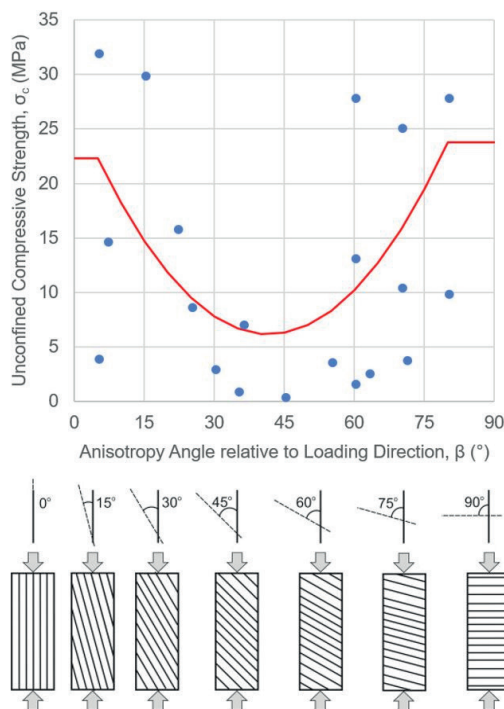 Unconfined Compressive Strength, σc (MPa)
35
30
25
20
15
10
5
0
0 15 30 45 60 75 90
Anisotropy Angle relative to Loading Direction, β (°)
0° 15° 30° 45° 60° 75° 90°